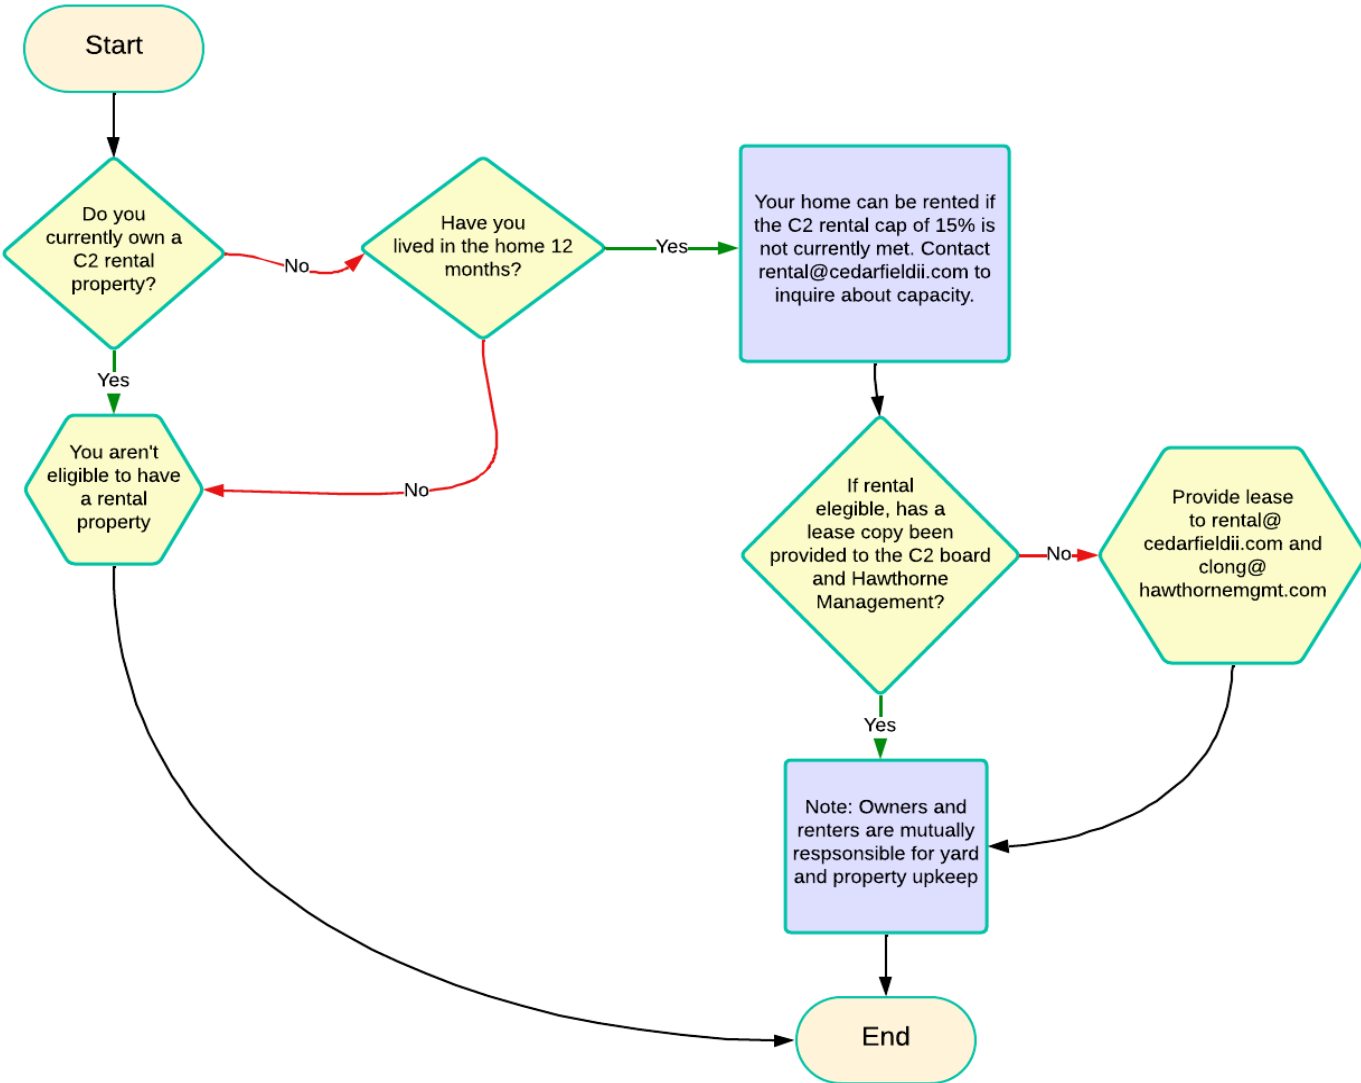 Start
Do you
currently own a
C2 rental
property?
No
Have you
lived in the home 12
months?
Yes
Your home can be rented if
the C2 rental cap of 15% is
not currently met. Contact
rental@cedarfieldii.com to
inquire about capacity.
Yes
You aren't
eligible to have
a rental
property
No
If rental
elegible, has a
lease copy been
provided to the C2 board
and Hawthorne
Management?
No
Provide lease
to rental@
cedarfieldii.com and
clong@
hawthornemgmt.com
Yes
Note: Owners and
renters are mutually
respsonsible for yard
and property upkeep
End